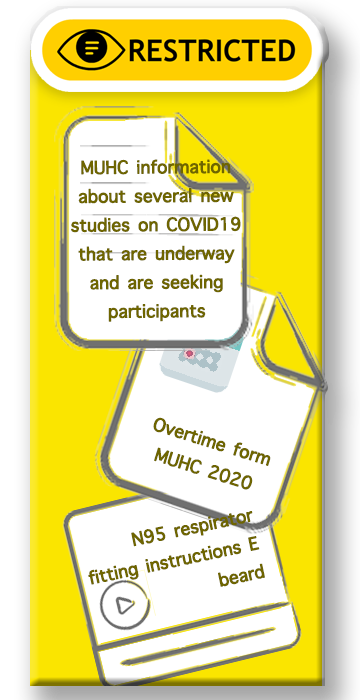 RESTRICTED
MUHC information
about several new
studies on COVID19
that are underway
and are seeking
participants
Overtime form
MUHC 2020
N95 respirator
fitting instructions E
beard